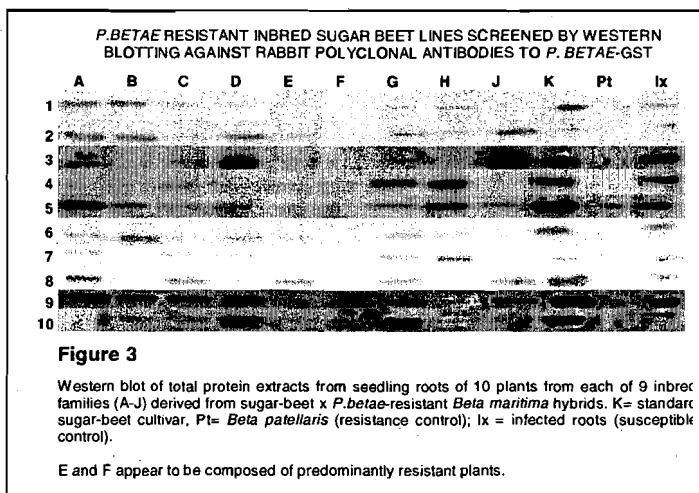 P.BETAE RESISTANT INBRED SUGAR BEET LINES SCREENED BY WESTERN
BLOTTING AGAINST RABBIT POLYCLONAL ANTIBODIES TO P. BETAE-GST
A B C D E F G H J K Pt Ix
1
2
3
4
5
6
7
8
9
10
Figure 3
Western blot of total protein extracts from seedling roots of 10 plants from each of 9 inbred
families (A-J) derived from sugar-beet x P.betae-resistant Beta maritima hybrids. K= standard
sugar-beet cultivar, Pt= Beta patellaris (resistance control); Ix = infected roots (susceptible
control).
E and F appear to be composed of predominantly resistant plants.